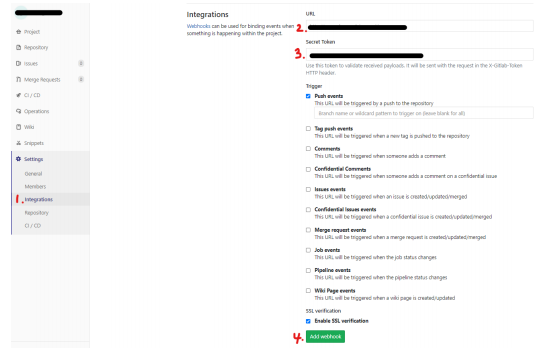 Project
Repository
Issues 0
Merge Requests 0
CI / CD
Operations
Wiki
Snippets
Settings
General
Members
1. Integrations
Repository
CI / CD
Integrations
Webhooks can be used for binding events when
something is happening within the project.
URL
2.
Secret Token
3.
Use this token to validate received payloads. It will be sent with the request in the X-Gitlab-Token
HTTP header.
Trigger
Push events
This URL will be triggered by a push to the repository
Branch name or wildcard pattern to trigger on (leave blank for all)
Tag push events
This URL will be triggered when a new tag is pushed to the repository
Comments
This URL will be triggered when someone adds a comment
Confidential Comments
This URL will be triggered when someone adds a comment on a confidential issue
Issues events
This URL will be triggered when an issue is created/updated/merged
Confidential Issues events
This URL will be triggered when a confidential issue is created/updated/merged
Merge request events
This URL will be triggered when a merge request is created/updated/merged
Job events
This URL will be triggered when the job status changes
Pipeline events
This URL will be triggered when the pipeline status changes
Wiki Page events
This URL will be triggered when a wiki page is created/updated
SSL verification
Enable SSL verification
4. Add webhook